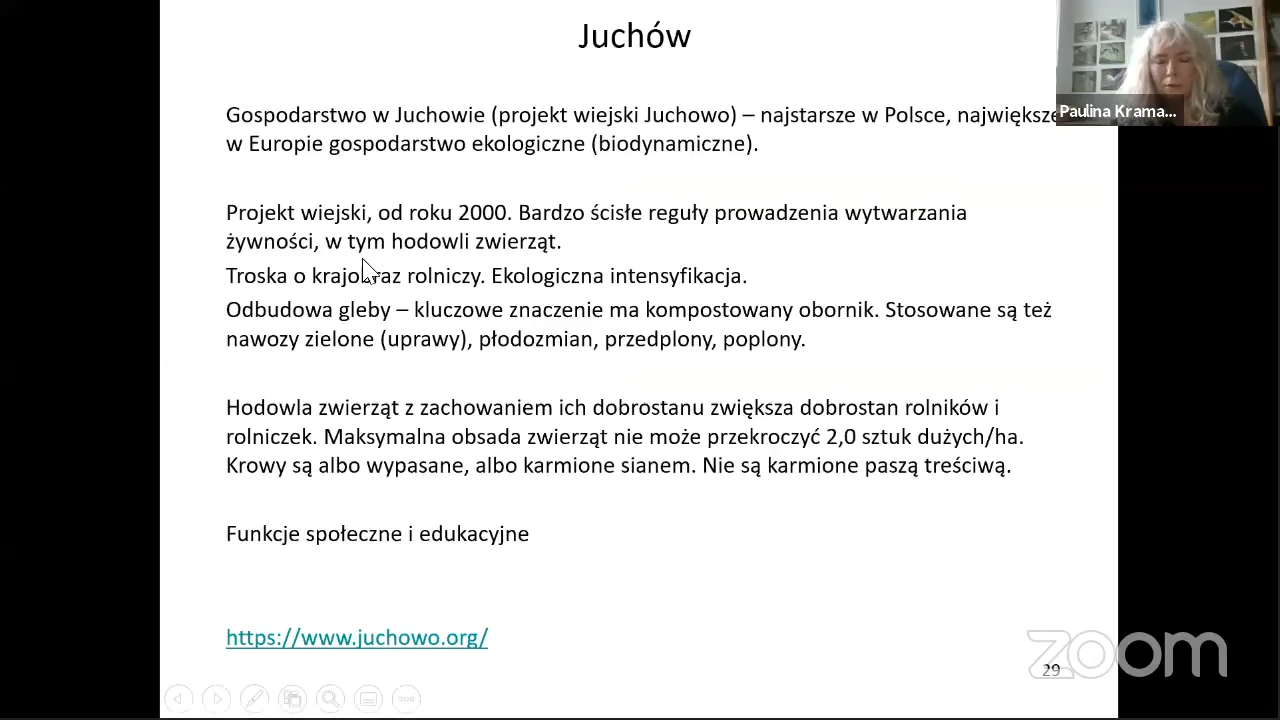 Juchów
Paulina Krama...
Gospodarstwo w Juchowie (projekt wiejski Juchowo) – najstarsze w Polsce, największe
w Europie gospodarstwo ekologiczne (biodynamiczne).
Projekt wiejski, od roku 2000. Bardzo ścisłe reguły prowadzenia wytwarzania
żywności, w tym hodowli zwierząt.
Troska o krajobraz rolniczy. Ekologiczna intensyfikacja.
Odbudowa gleby – kluczowe znaczenie ma kompostowany obornik. Stosowane są też
nawozy zielone (uprawy), płodozmian, przedplony, poplony.
Hodowla zwierząt z zachowaniem ich dobrostanu zwiększa dobrostan rolników i
rolniczek. Maksymalna obsada zwierząt nie może przekroczyć 2,0 sztuk dużych/ha.
Krowy są albo wypasane, albo karmione sianem. Nie są karmione paszą treściwą.
Funkcje społeczne i edukacyjne
https://www.juchowo.org/
zoom
29